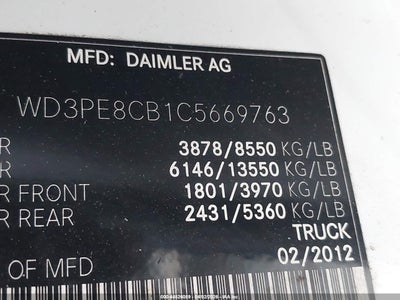 MFD: DAIMLER AG
WD3PE8CB1C5669763
R 3878/8550 KG/LB
R 6146/13550 KG/LB
R FRONT 1801/3970 KG/LB
R REAR 2431/5360 KG/LB
TRUCK
OF MFD 02/2012